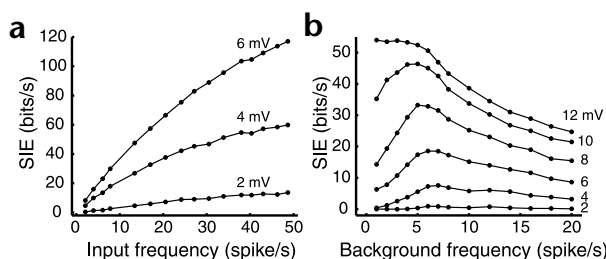 a
SIE (bits/s)
120
100
80
60
40
20
0
6 mV
4 mV
2 mV
0 10 20 30 40 50
Input frequency (spike/s)
b
SIE (bits/s)
50
40
30
20
10
0
12 mV
10
8
6
4
2
0 5 10 15 20
Background frequency (spike/s)